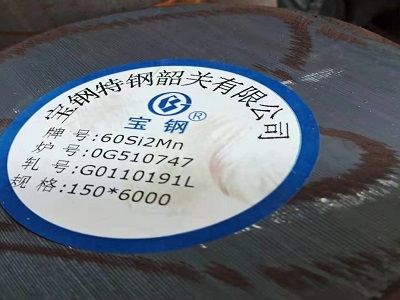 宝钢特钢韶关有限公司
宝钢®
牌号:60Si2Mn
炉号:0G510747
轧号:G0110191L
规格:150*6000